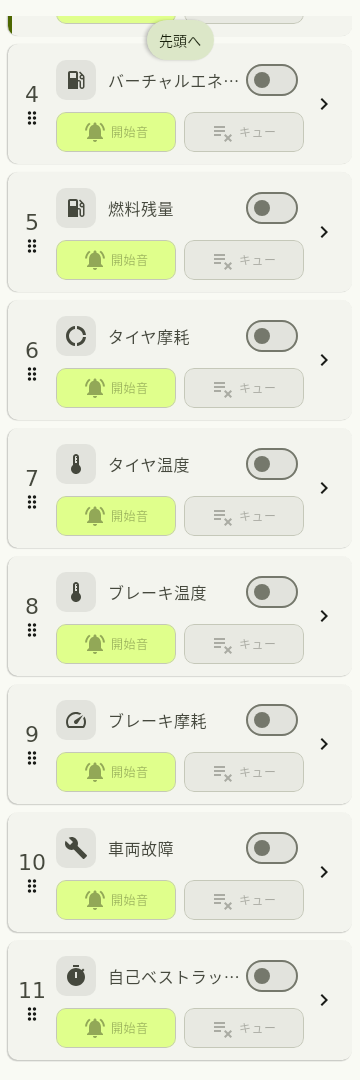 先頭へ
4
バーチャルエネ…
開始音
キュー
5
燃料残量
開始音
キュー
6
タイヤ摩耗
開始音
キュー
7
タイヤ温度
開始音
キュー
8
ブレーキ温度
開始音
キュー
9
ブレーキ摩耗
開始音
キュー
10
車両故障
開始音
キュー
11
自己ベストラッ…
開始音
キュー